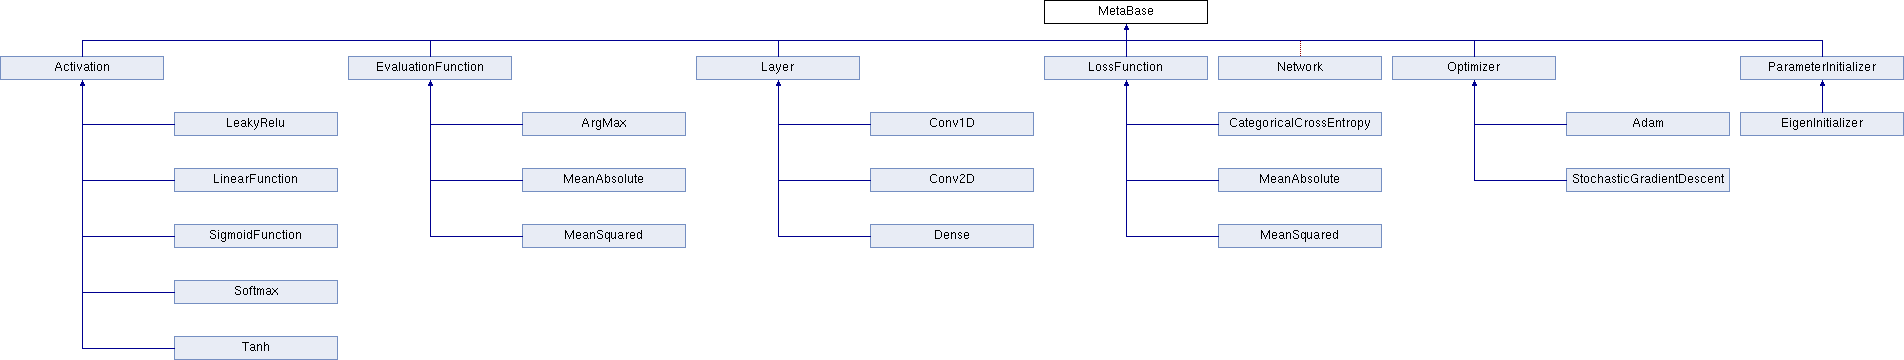 MetaBase
Activation EvaluationFunction Layer LossFunction Network Optimizer ParameterInitializer
LeakyRelu ArgMax Conv1D CategoricalCrossEntropy Adam EigenInitializer
LinearFunction MeanAbsolute Conv2D MeanAbsolute StochasticGradientDescent
SigmoidFunction MeanSquared Dense MeanSquared
Softmax
Tanh